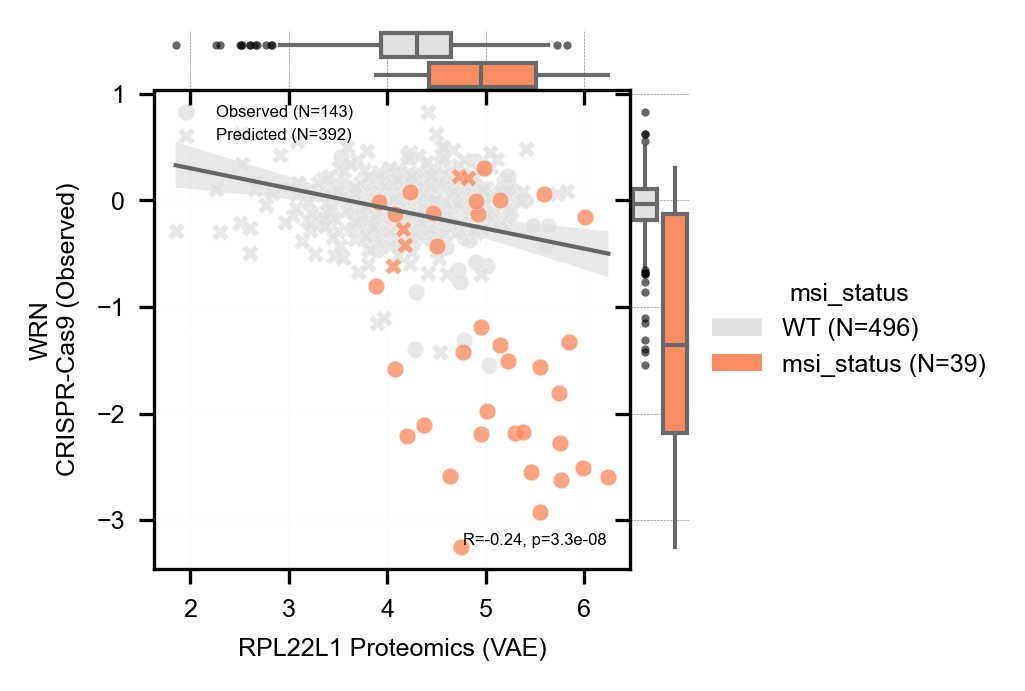 1
0
−1
−2
−3
WRN
CRISPR-Cas9 (Observed)
Observed (N=143)
Predicted (N=392)
R=-0.24, p=3.3e-08
2 3 4 5 6
RPL22L1 Proteomics (VAE)
msi_status
WT (N=496)
msi_status (N=39)